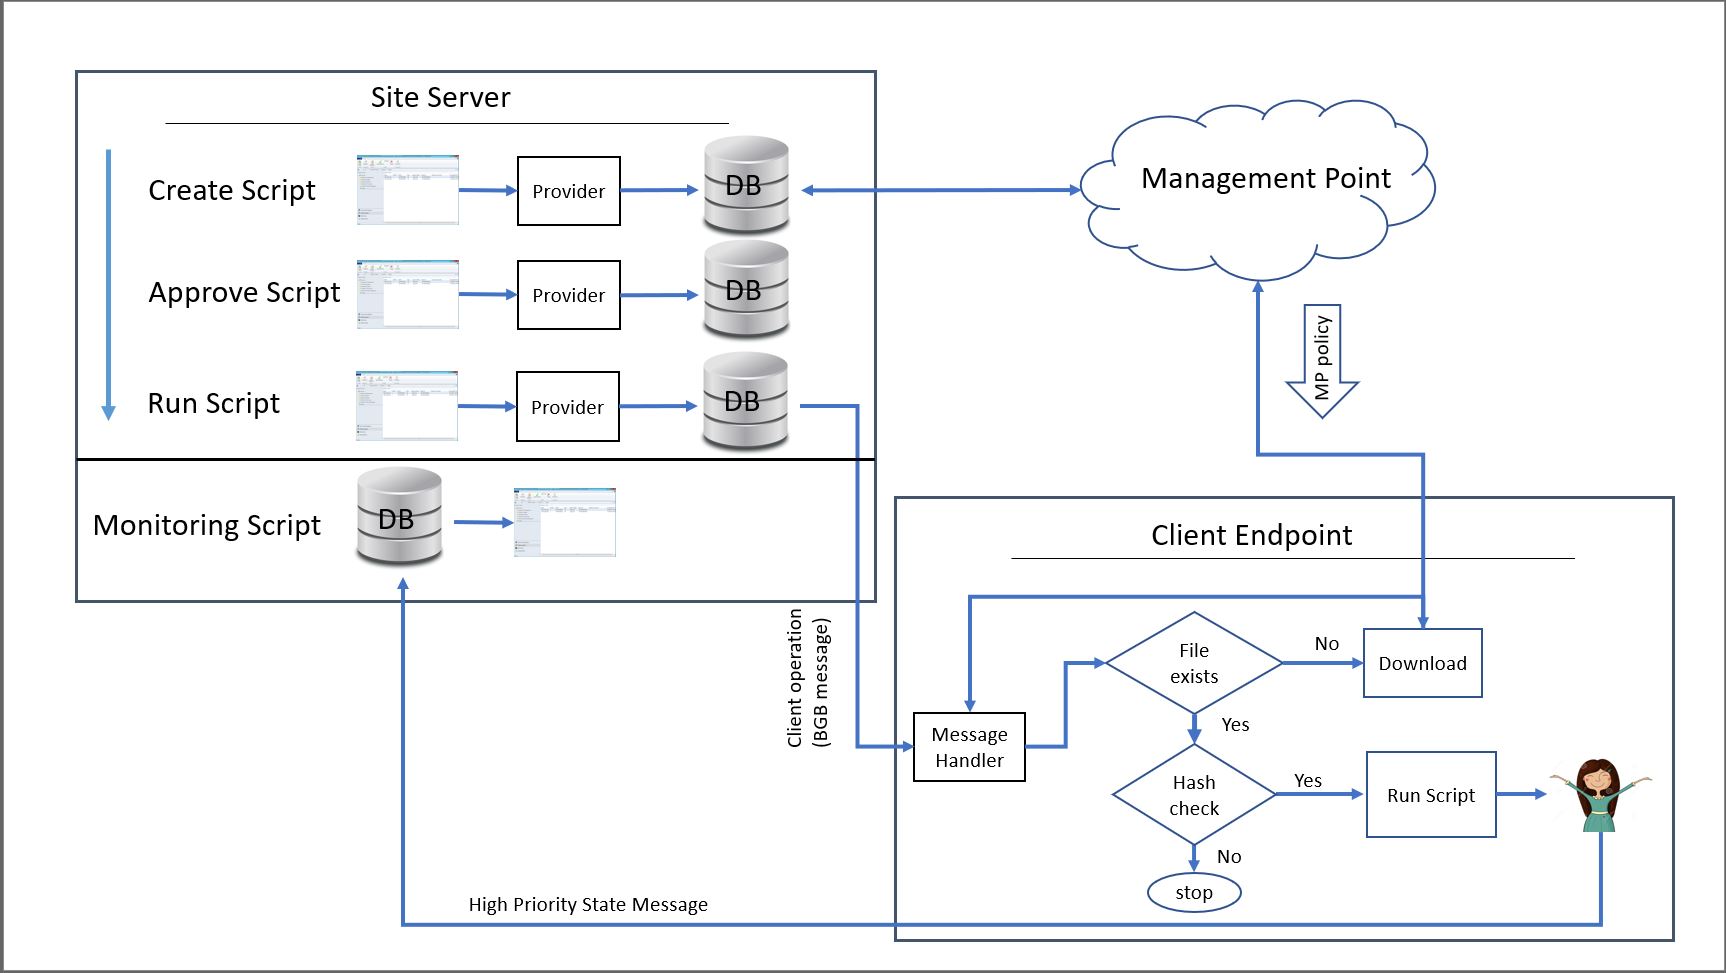 Site Server
Create Script
Provider
DB
Management Point
Approve Script
Provider
DB
MP policy
Run Script
Provider
DB
Monitoring Script
DB
Client Endpoint
Client operation
(BGB message)
File
exists
No
Download
Yes
Message
Handler
Hash
check
Yes
Run Script
No
stop
High Priority State Message